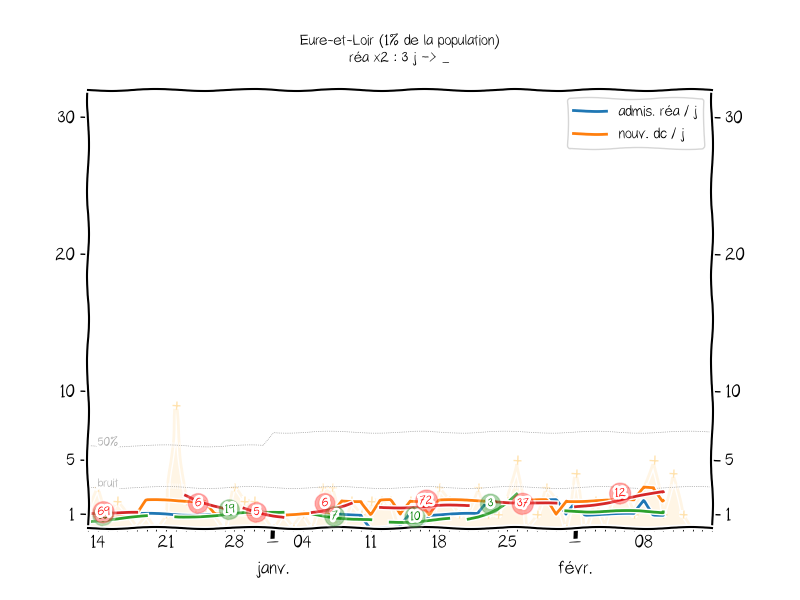 Eure-et-Loir (1% de la population)
réa x2 : 3 j -> _
admis. réa / j
nouv. dc / j
30 30
20 20
10 10
5 5
1 1
50%
bruit
69 6 19 5 6 7 10 72 3 37 12
14 21 28 04 11 18 25 08
janv. févr.